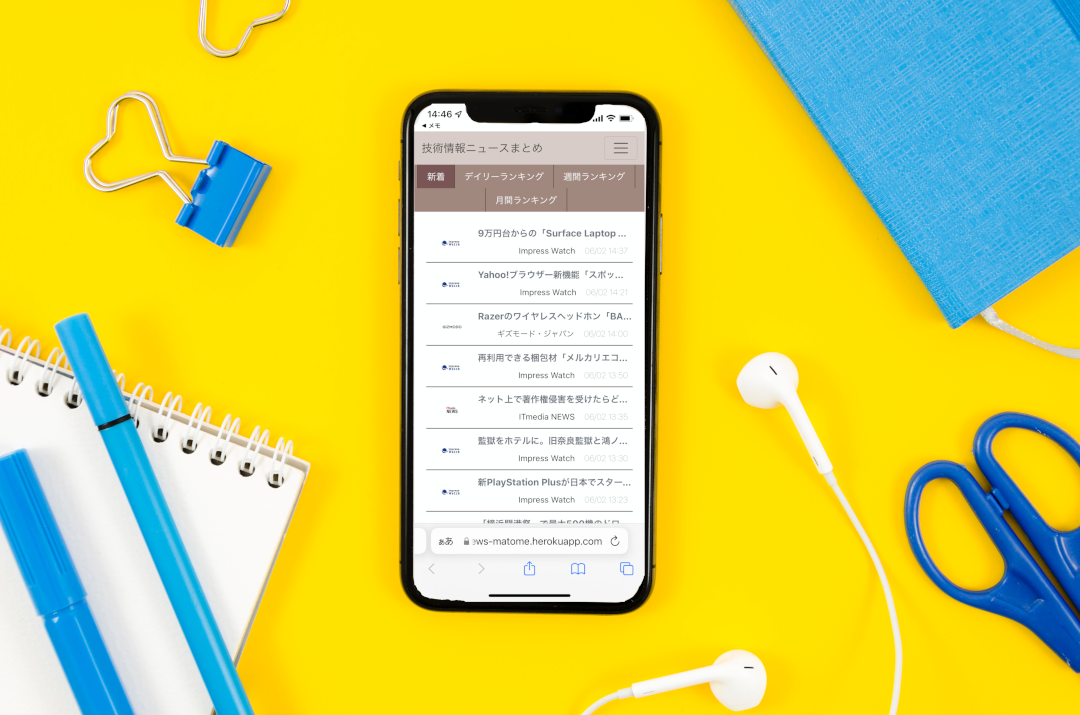 14:46
◀ メモ
技術情報ニュースまとめ
新着 デイリーランキング 週間ランキング
月間ランキング
9万円台からの「Surface Laptop ...
Impress Watch 06/02 14:37
Yahoo!ブラウザー新機能「スポッ...
Impress Watch 06/02 14:21
Razerのワイヤレスヘッドホン「BA...
GIZMODO
ギズモード・ジャパン 06/02 14:00
再利用できる梱包材「メルカリエコ...
Impress Watch 06/02 13:50
ネット上で著作権侵害を受けたらど...
ITmedia NEWS 06/02 13:35
監獄をホテルに。旧奈良監獄と鴻ノ...
Impress Watch 06/02 13:30
新PlayStation Plusが日本でスター...
Impress Watch 06/02 13:23
ぁあ ews-matome.herokuapp.com